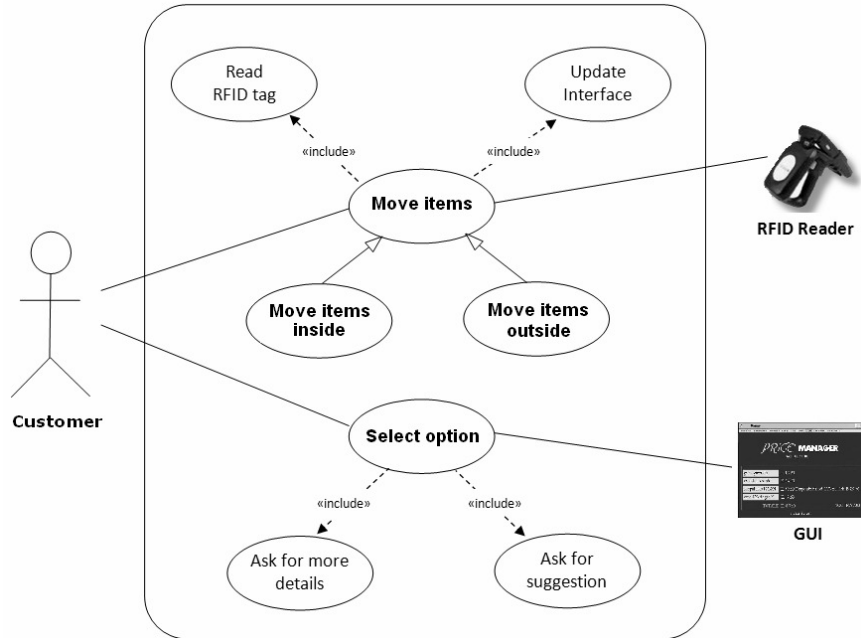 Read
RFID tag
Update
Interface
«include»
«include»
Move items
RFID Reader
Move items
inside
Move items
outside
Customer
Select option
PRICE MANAGER
«include»
«include»
GUI
Ask for more
details
Ask for
suggestion